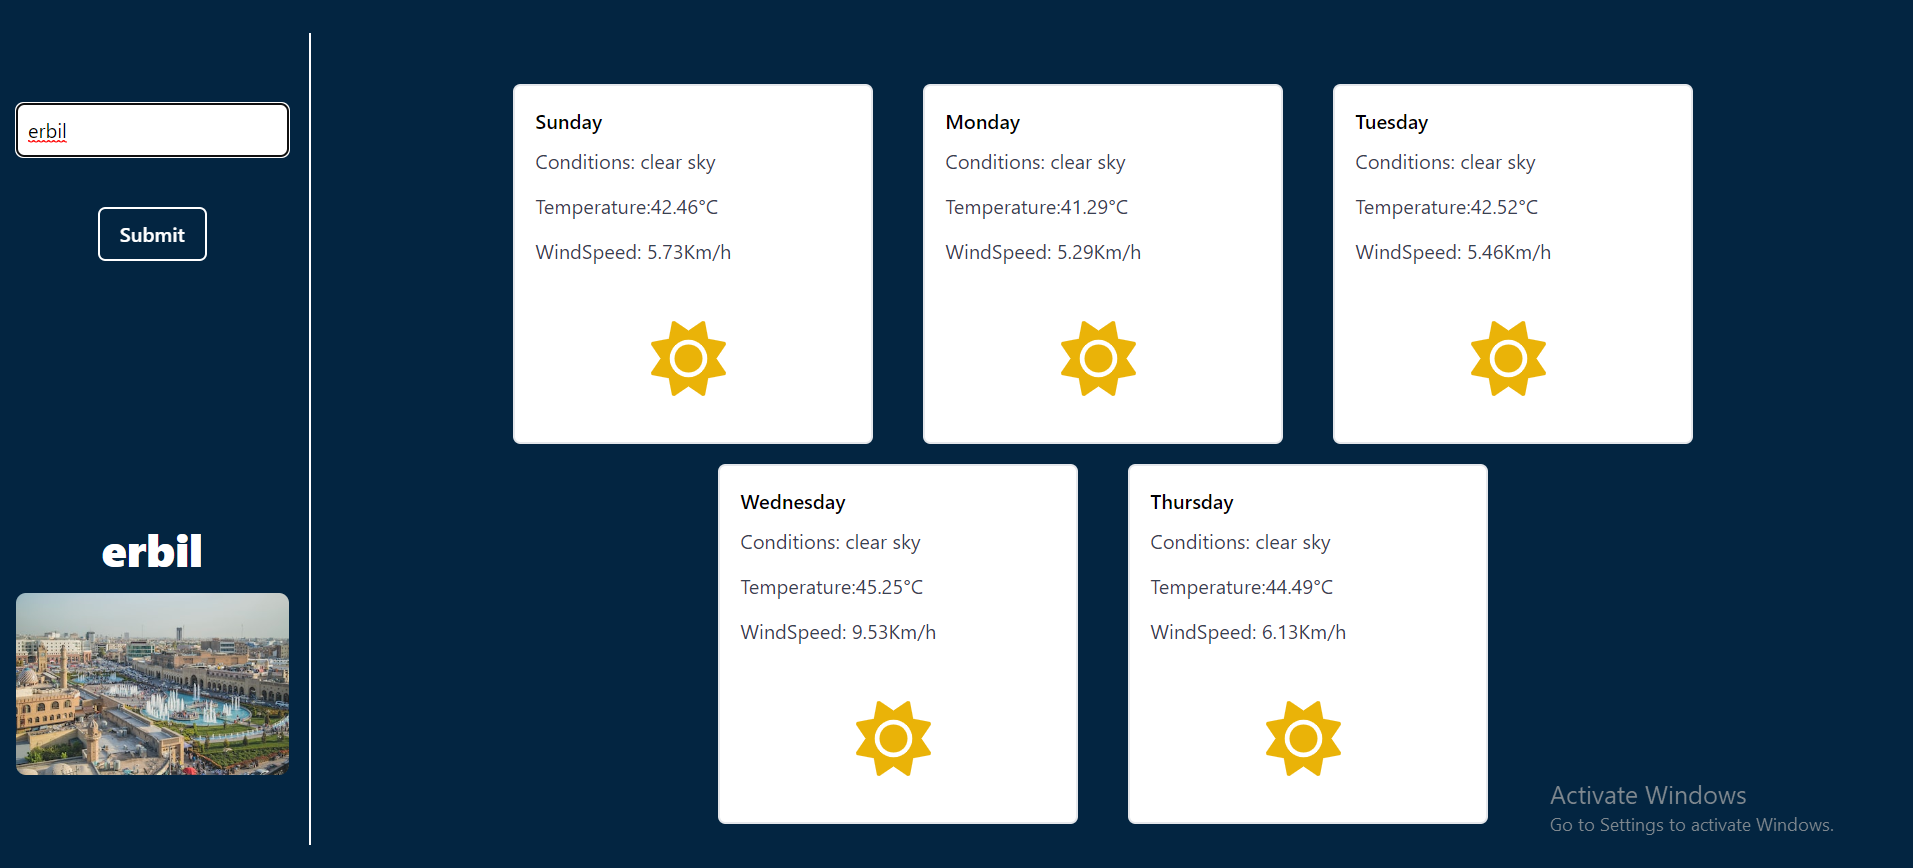 erbil
Submit
erbil
Sunday
Conditions: clear sky
Temperature:42.46°C
WindSpeed: 5.73Km/h
Monday
Conditions: clear sky
Temperature:41.29°C
WindSpeed: 5.29Km/h
Tuesday
Conditions: clear sky
Temperature:42.52°C
WindSpeed: 5.46Km/h
Wednesday
Conditions: clear sky
Temperature:45.25°C
WindSpeed: 9.53Km/h
Thursday
Conditions: clear sky
Temperature:44.49°C
WindSpeed: 6.13Km/h
Activate Windows
Go to Settings to activate Windows.